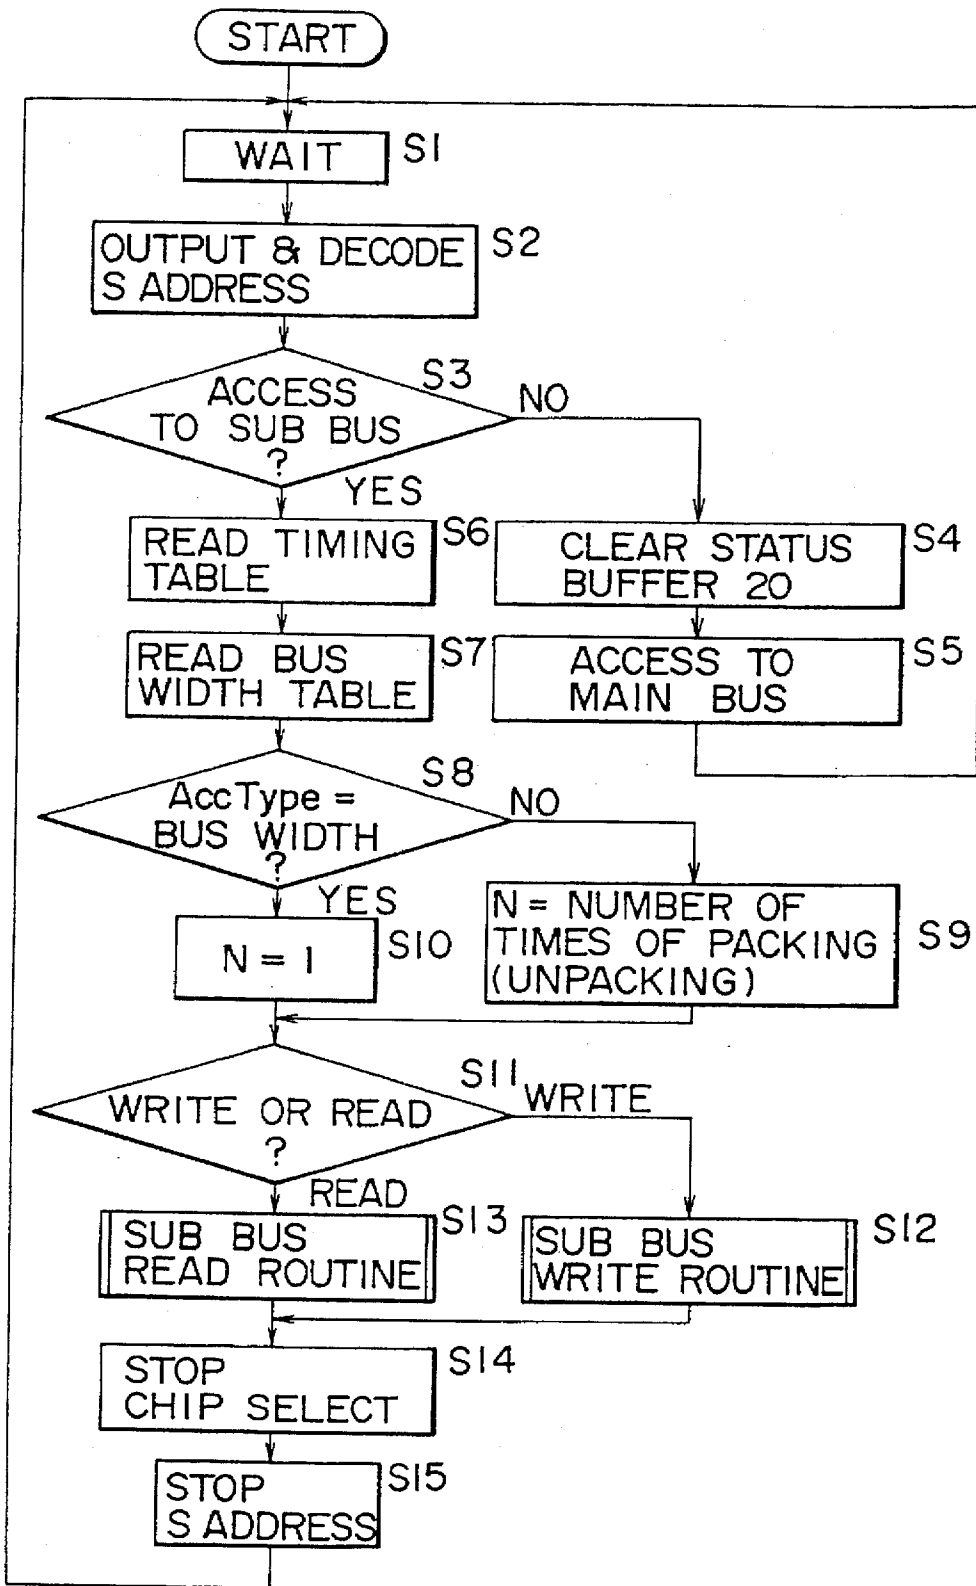 START
WAIT
S1
OUTPUT & DECODE
S ADDRESS
S2
ACCESS
TO SUB BUS
?
S3
NO
YES
READ TIMING
TABLE
S6
CLEAR STATUS
BUFFER 20
S4
READ BUS
WIDTH TABLE
S7
ACCESS TO
MAIN BUS
S5
AccType =
BUS WIDTH
?
S8
NO
YES
N = 1
S10
N = NUMBER OF
TIMES OF PACKING
(UNPACKING)
S9
WRITE OR READ
?
S11
WRITE
READ
SUB BUS
READ ROUTINE
S13
SUB BUS
WRITE ROUTINE
S12
STOP
CHIP SELECT
S14
STOP
S ADDRESS
S15